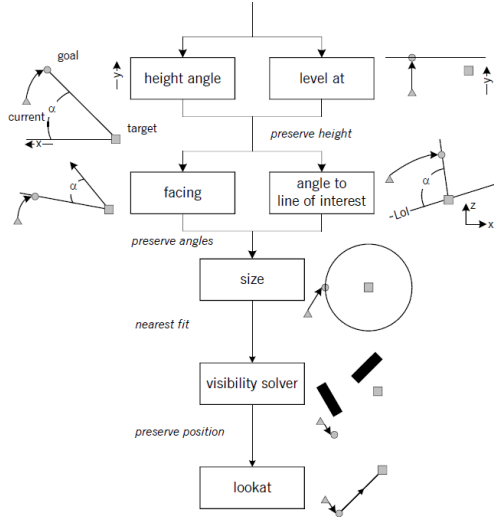 goal
y
height angle
level at
y
α
current
x
target
preserve height
α
facing
angle to
line of interest
α
-LoI
z
x
preserve angles
size
nearest fit
visibility solver
preserve position
lookat